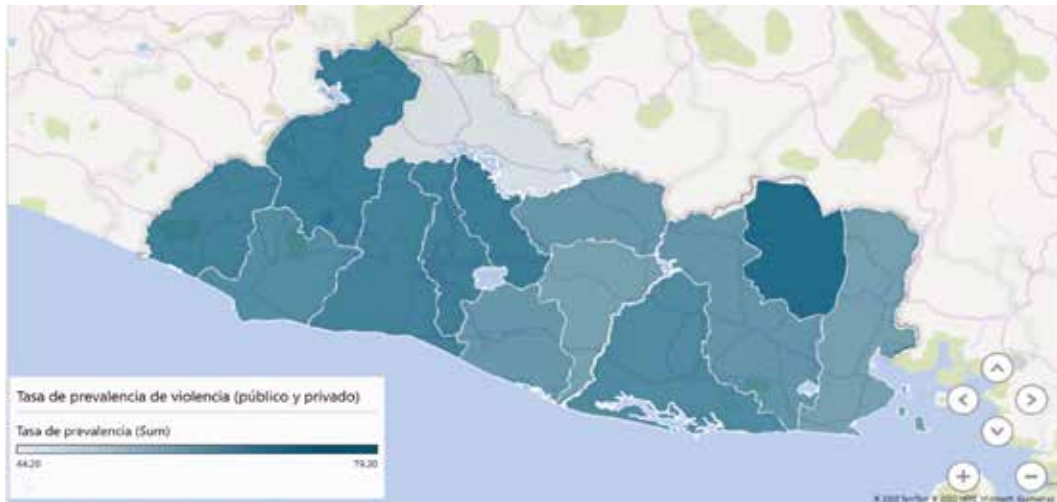 Tasa de prevalencia de violencia (público y privado)
Tasa de prevalencia (Sum)
44.20 79.30